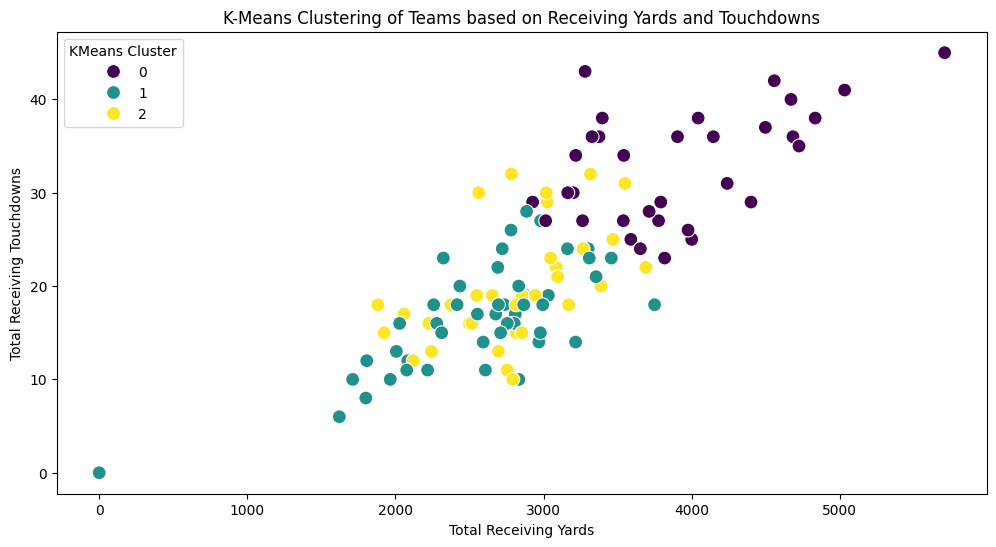 K-Means Clustering of Teams based on Receiving Yards and Touchdowns
KMeans Cluster
0
1
2
Total Receiving Touchdowns
40
30
20
10
0
0 1000 2000 3000 4000 5000
Total Receiving Yards